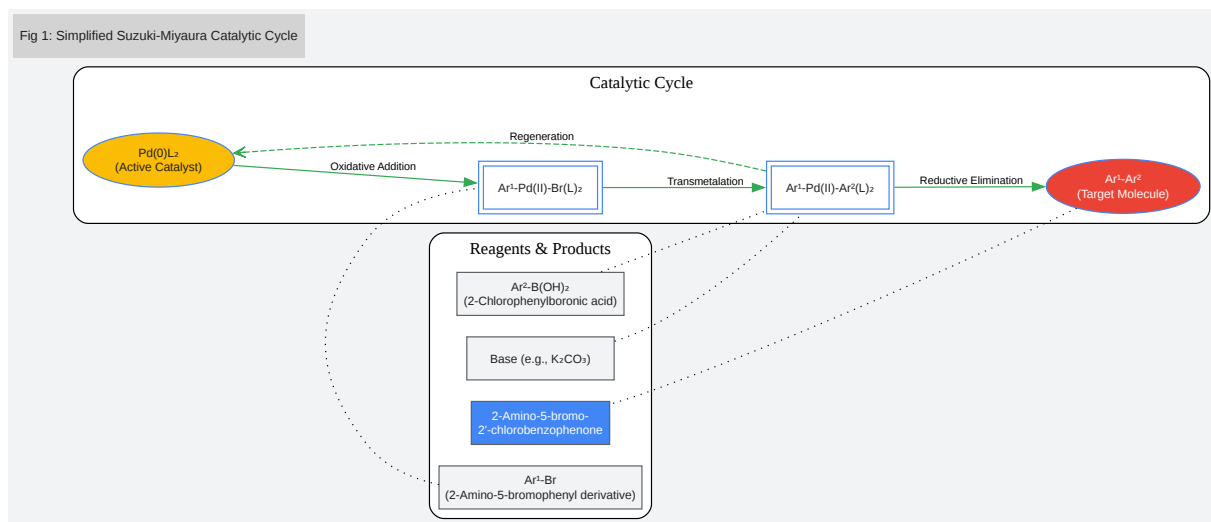 Fig 1: Simplified Suzuki-Miyaura Catalytic Cycle
Catalytic Cycle
Regeneration
Pd(0)L₂
(Active Catalyst)
Oxidative Addition
Ar¹-Pd(II)-Br(L)₂
Transmetalation
Ar¹-Pd(II)-Ar²(L)₂
Reductive Elimination
Ar¹-Ar²
(Target Molecule)
Reagents & Products
Ar²-B(OH)₂
(2-Chlorophenylboronic acid)
Base (e.g., K₂CO₃)
2-Amino-5-bromo-
2'-chlorobenzophenone
Ar¹-Br
(2-Amino-5-bromophenyl derivative)